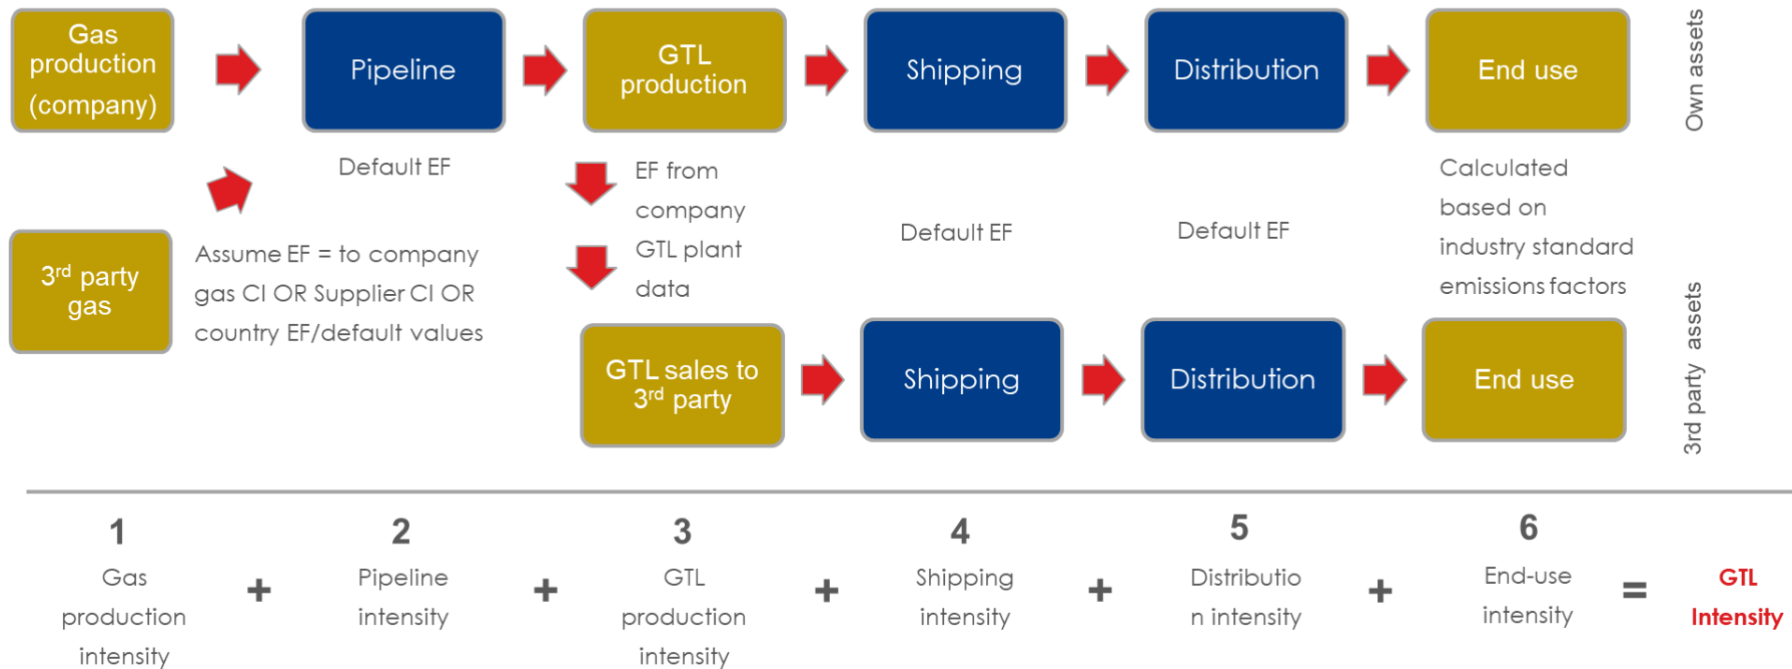 Gas
production
(company)
Pipeline
GTL
production
Shipping
Distribution
End use
Own assets
Default EF
EF from
company
GTL plant
data
Default EF
Default EF
Calculated
based on
industry standard
emissions factors
3rd party
gas
Assume EF = to company
gas CI OR Supplier CI OR
country EF/default values
GTL sales to
3rd party
Shipping
Distribution
End use
3rd party assets
1
2
3
4
5
6
Gas
production
intensity
+
Pipeline
intensity
+
GTL
production
intensity
+
Shipping
intensity
+
Distributio
n intensity
+
End-use
intensity
=
GTL
Intensity